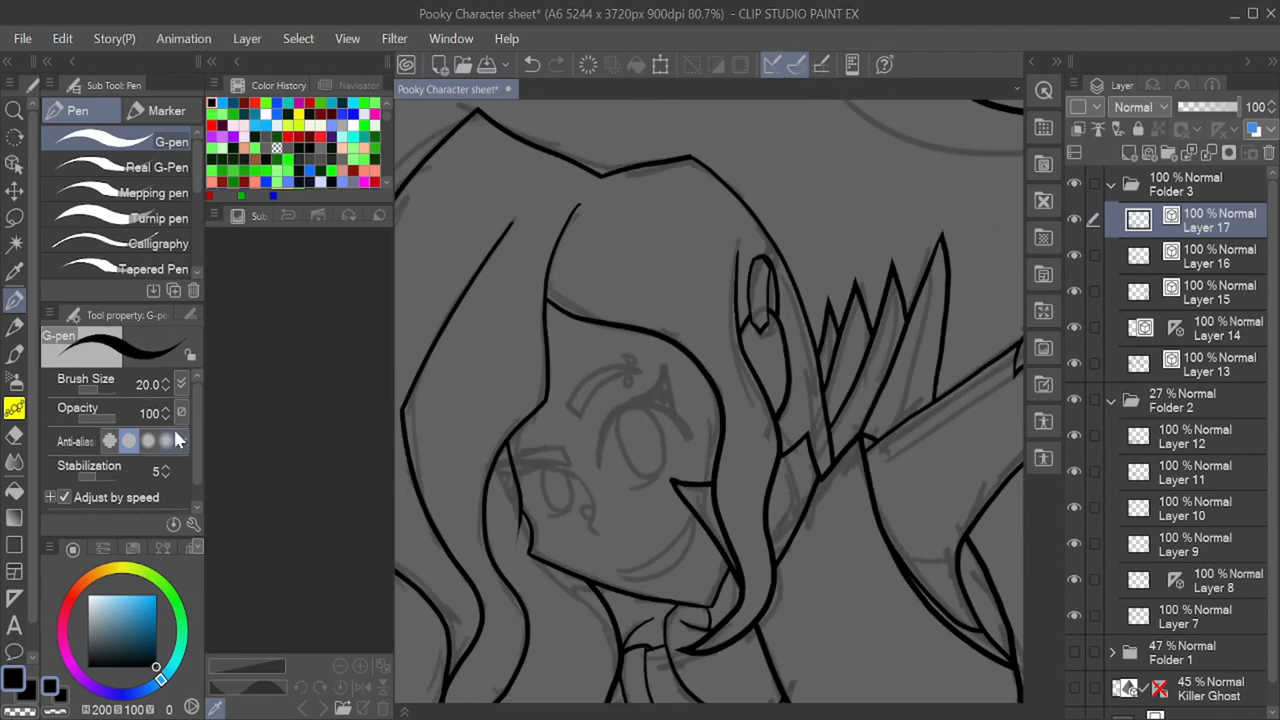 Pooky Character sheet* (A6 5244 x 3720px 900dpi 80.7%) - CLIP STUDIO PAINT EX
File Edit Story(P) Animation Layer Select View Filter Window Help
Sub Tool: Pen
Color History
Navigator
Pooky Character sheet*
Layer
Pen
Marker
Normal
100
G-pen
Real G-Pen
Mapping pen
Turnip pen
Calligraphy
Tapered Pen
Sub
100 % Normal
Folder 3
100 % Normal
Layer 17
100 % Normal
Layer 16
100 % Normal
Layer 15
100 % Normal
Layer 14
100 % Normal
Layer 13
27 % Normal
Folder 2
100 % Normal
Layer 12
100 % Normal
Layer 11
100 % Normal
Layer 10
100 % Normal
Layer 9
100 % Normal
Layer 8
100 % Normal
Layer 7
47 % Normal
Folder 1
45 % Normal
Killer Ghost
Tool property: G-pe
G-pen
Brush Size 20.0
Opacity 100
Anti-alias
Stabilization 5
Adjust by speed
H 200 S 100 V 0